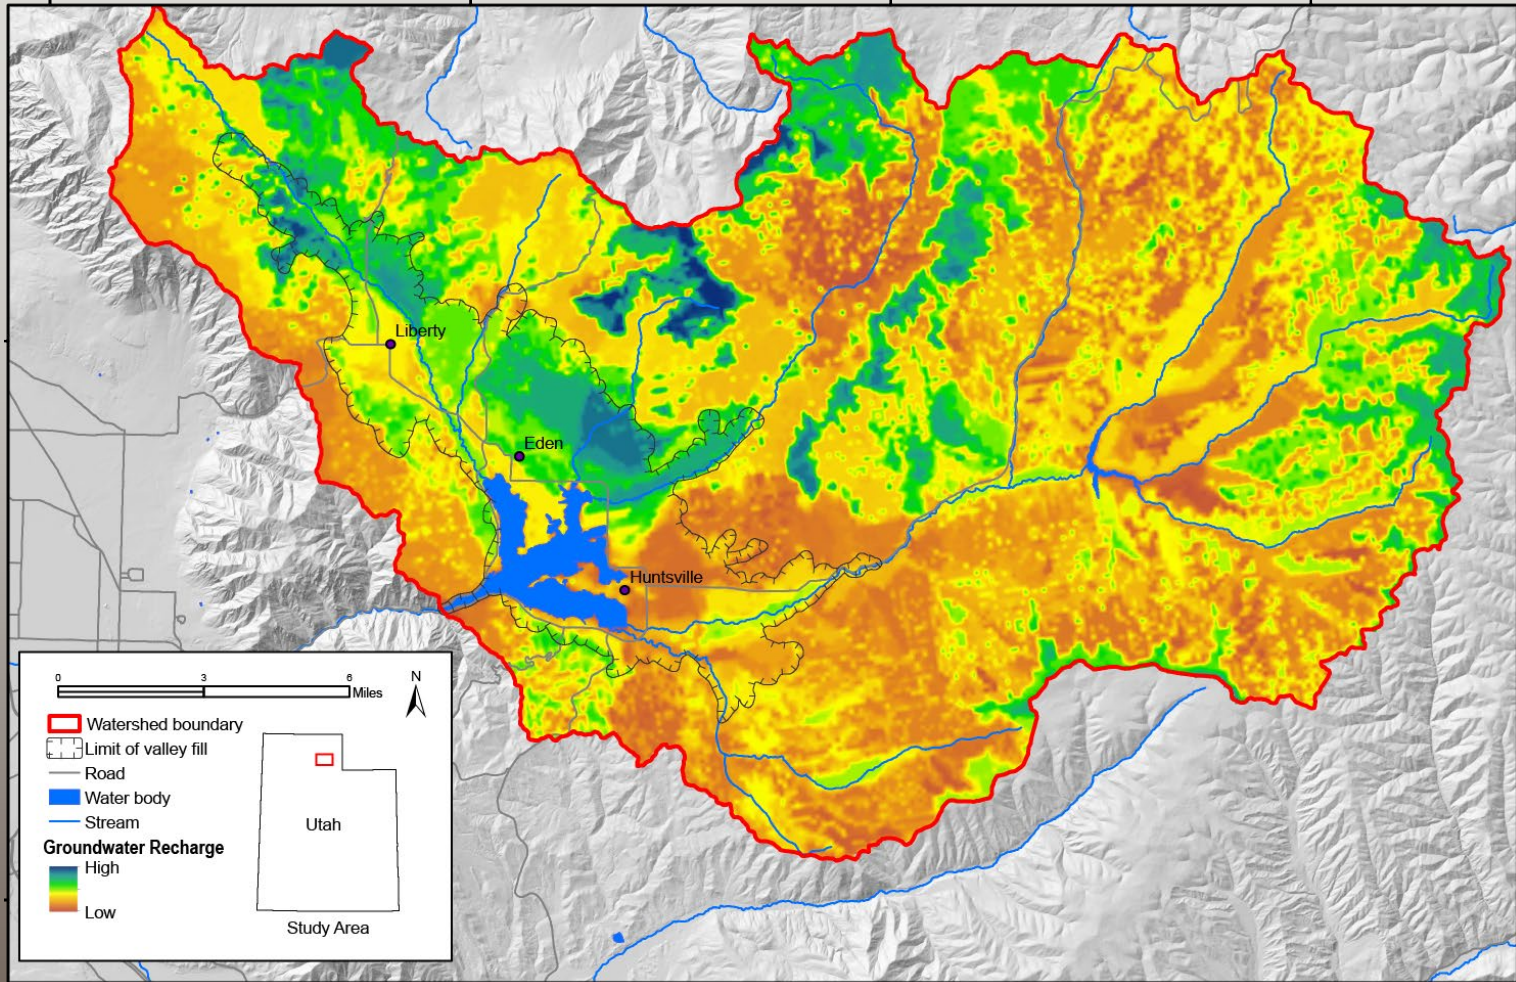 Liberty
Eden
Huntsville
0 3 6
Miles
N
Watershed boundary
Limit of valley fill
Road
Water body
Stream
Groundwater Recharge
High
Low
Utah
Study Area